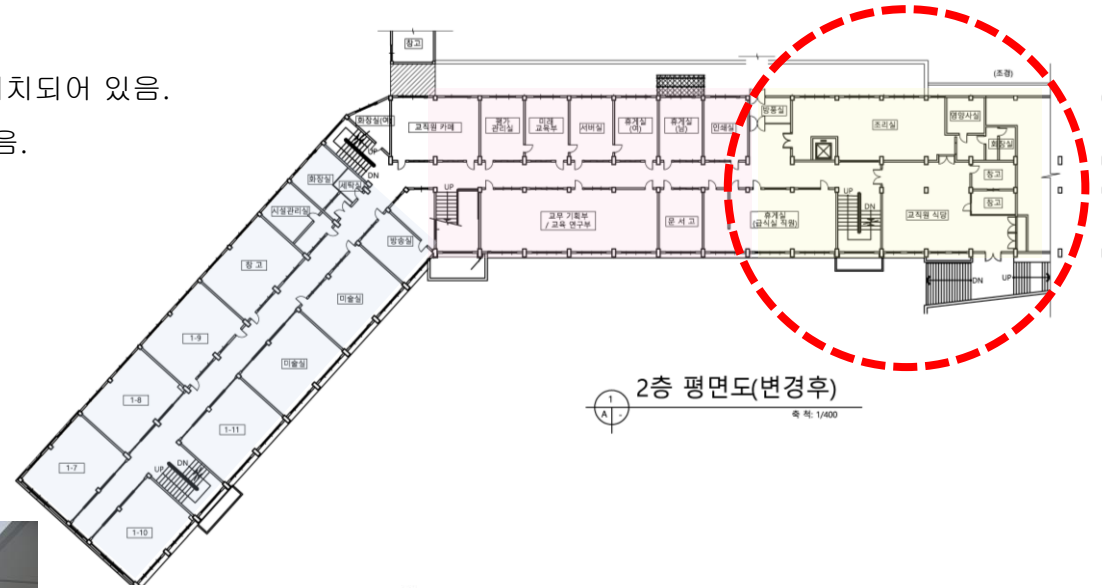 치되어 있음.
음.
창고
(조경)
화장실(여)
교직원 카페
평가
관리실
미래
교육부
서버실
휴게실
(여)
휴게실
(남)
인쇄실
방풍실
조리실
영양사실
화장실
창고
창고
UP
DN
화장실
세탁실
시설관리실
방송실
UP
교무 기획부
/ 교육 연구부
문 서 고
휴게실
(급식실 직원)
UP
DN
교직원 식당
DN
UP
창 고
미술실
1-9
미술실
1-8
1-11
1-7
UP
DN
1-10
1
A -
2층 평면도(변경후)
축 척: 1/400